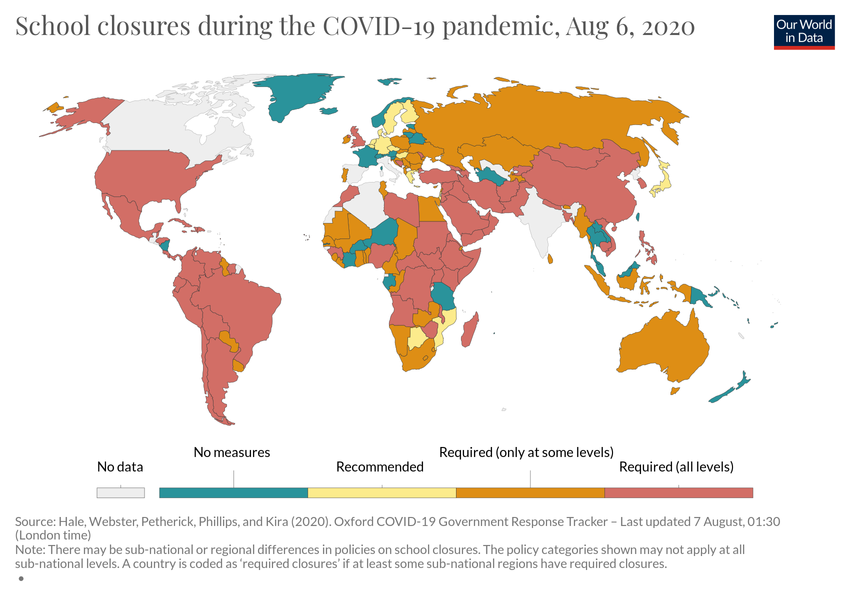 School closures during the COVID-19 pandemic, Aug 6, 2020
Our World
in Data
No data
No measures
Recommended
Required (only at some levels)
Required (all levels)
Source: Hale, Webster, Petherick, Phillips, and Kira (2020). Oxford COVID-19 Government Response Tracker – Last updated 7 August, 01:30
(London time)
Note: There may be sub-national or regional differences in policies on school closures. The policy categories shown may not apply at all
sub-national levels. A country is coded as 'required closures' if at least some sub-national regions have required closures.